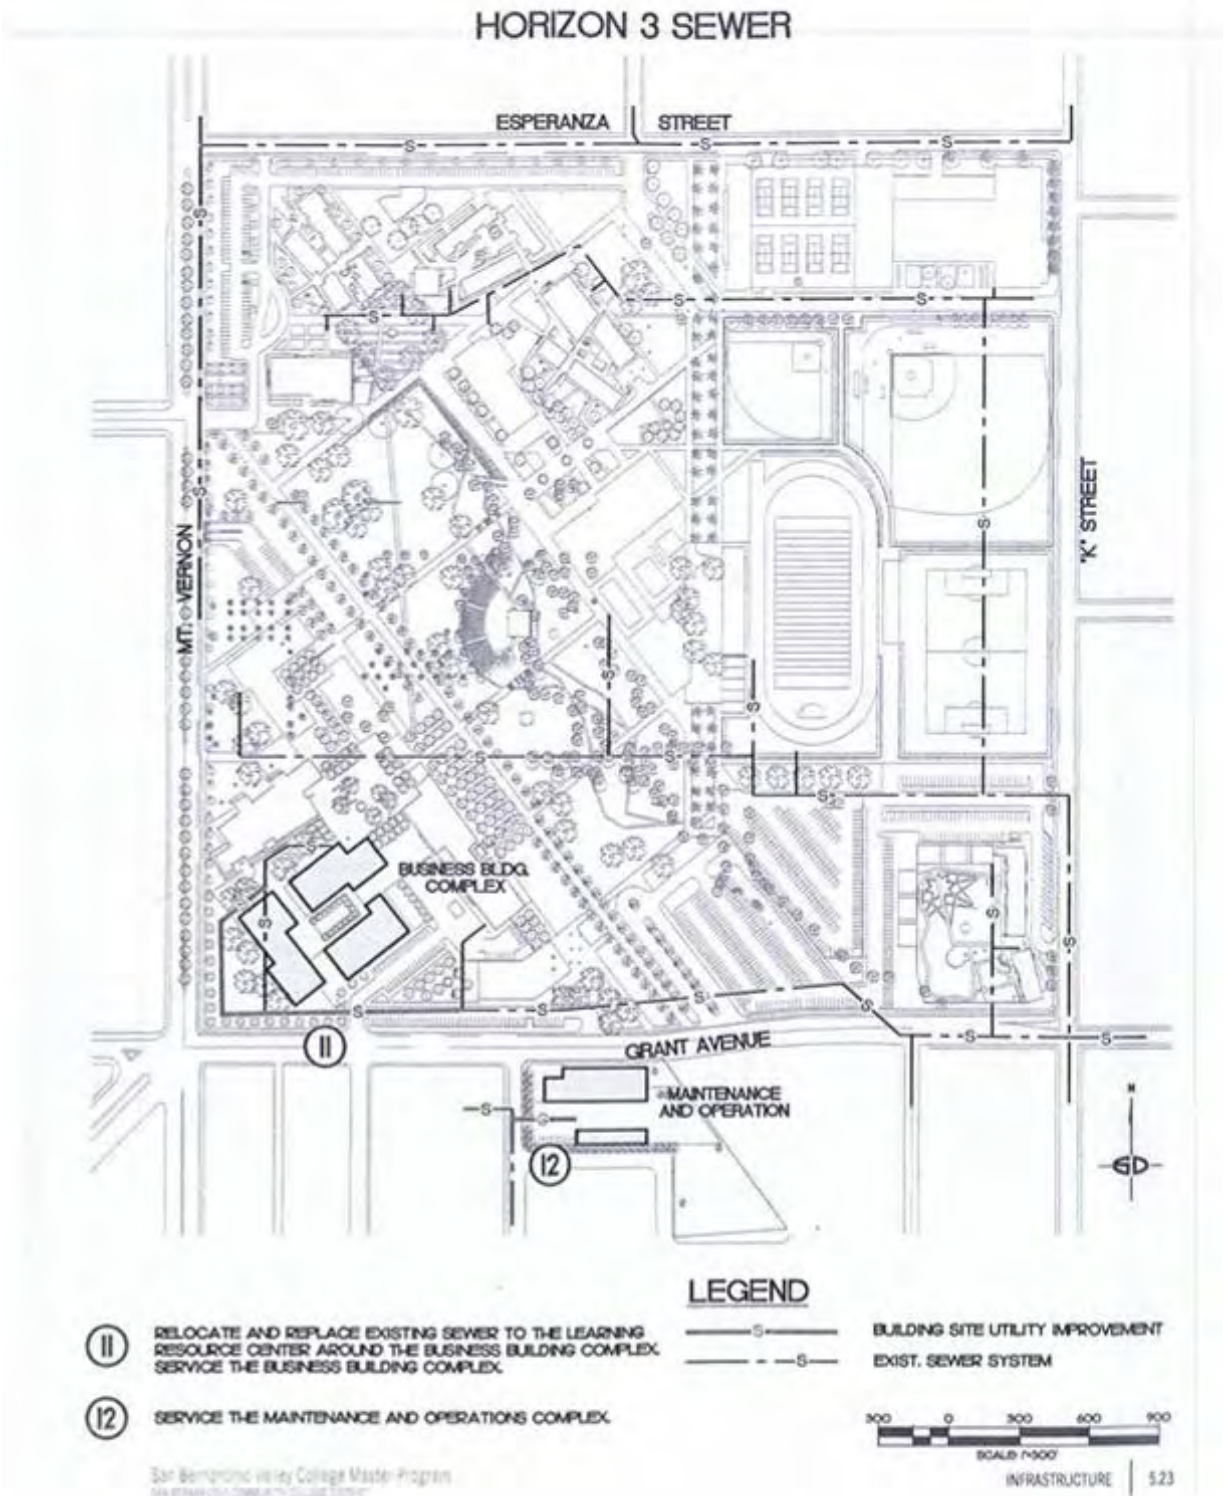 HORIZON 3 SEWER
ESPERANZA STREET
MT. VERNON
"K" STREET
BUSINESS BLDG.
COMPLEX
11
GRANT AVENUE
MAINTENANCE
AND OPERATION
12
N
LEGEND
11 RELOCATE AND REPLACE EXISTING SEWER TO THE LEARNING
RESOURCE CENTER AROUND THE BUSINESS BUILDING COMPLEX.
SERVICE THE BUSINESS BUILDING COMPLEX.
S BUILDING SITE UTILITY IMPROVEMENT
S EXIST. SEWER SYSTEM
12 SERVICE THE MAINTENANCE AND OPERATIONS COMPLEX.
300 0 300 600 900
San Bernardino Valley College Master Program
INFRASTRUCTURE 5.23